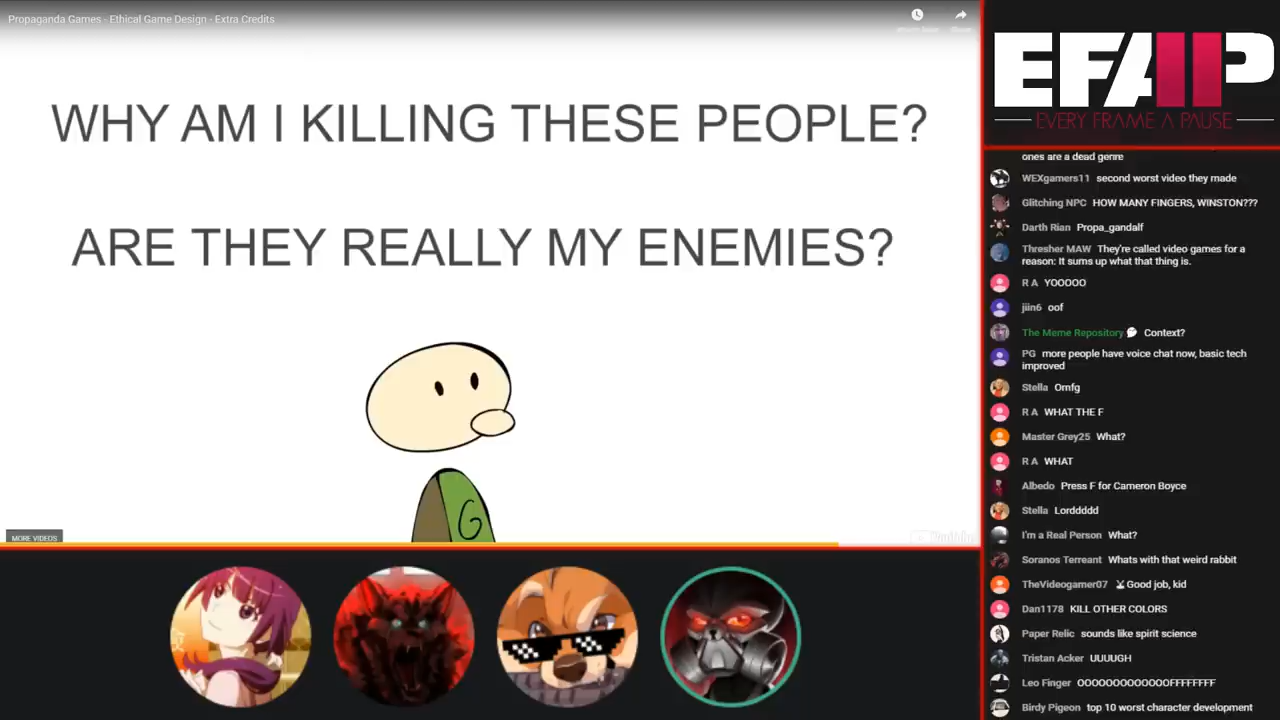 Propaganda Games - Ethical Game Design - Extra Credits
WHY AM I KILLING THESE PEOPLE?
ARE THEY REALLY MY ENEMIES?
G
MORE VIDEOS
EFAP
EVERY FRAME A PAUSE
ones are a dead genre
WEXgamers11 second worst video they made
Glitching NPC HOW MANY FINGERS, WINSTON???
Darth Rian Propa_gandalf
Thresher MAW They're called video games for a
reason: It sums up what that thing is.
R A YOOOOO
jiin6 oof
The Meme Repository Context?
PG more people have voice chat now, basic tech
improved
Stella Omfg
R A WHAT THE F
Master Grey25 What?
R A WHAT
Albedo Press F for Cameron Boyce
Stella Lorddddd
I'm a Real Person What?
Soranos Terreant Whats with that weird rabbit
TheVideogamer07 Good job, kid
Dan1178 KILL OTHER COLORS
Paper Relic sounds like spirit science
Tristan Acker UUUUGH
Leo Finger OOOOOOOOOOOOOFFFFFFFF
Birdy Pigeon top 10 worst character development